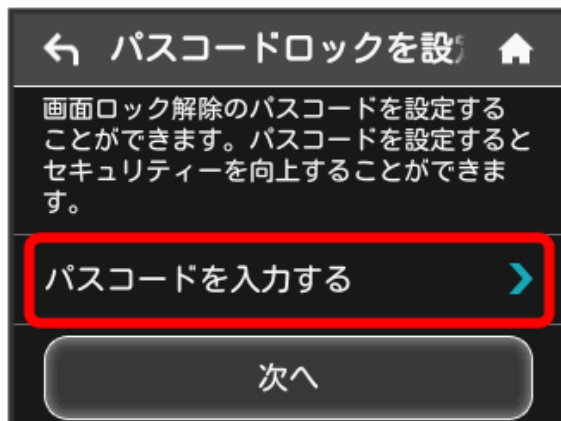 パスコードロックを設
画面ロック解除のパスコードを設定する
ことができます。パスコードを設定すると
セキュリティーを向上することができま
す。
パスコードを入力する
次へ